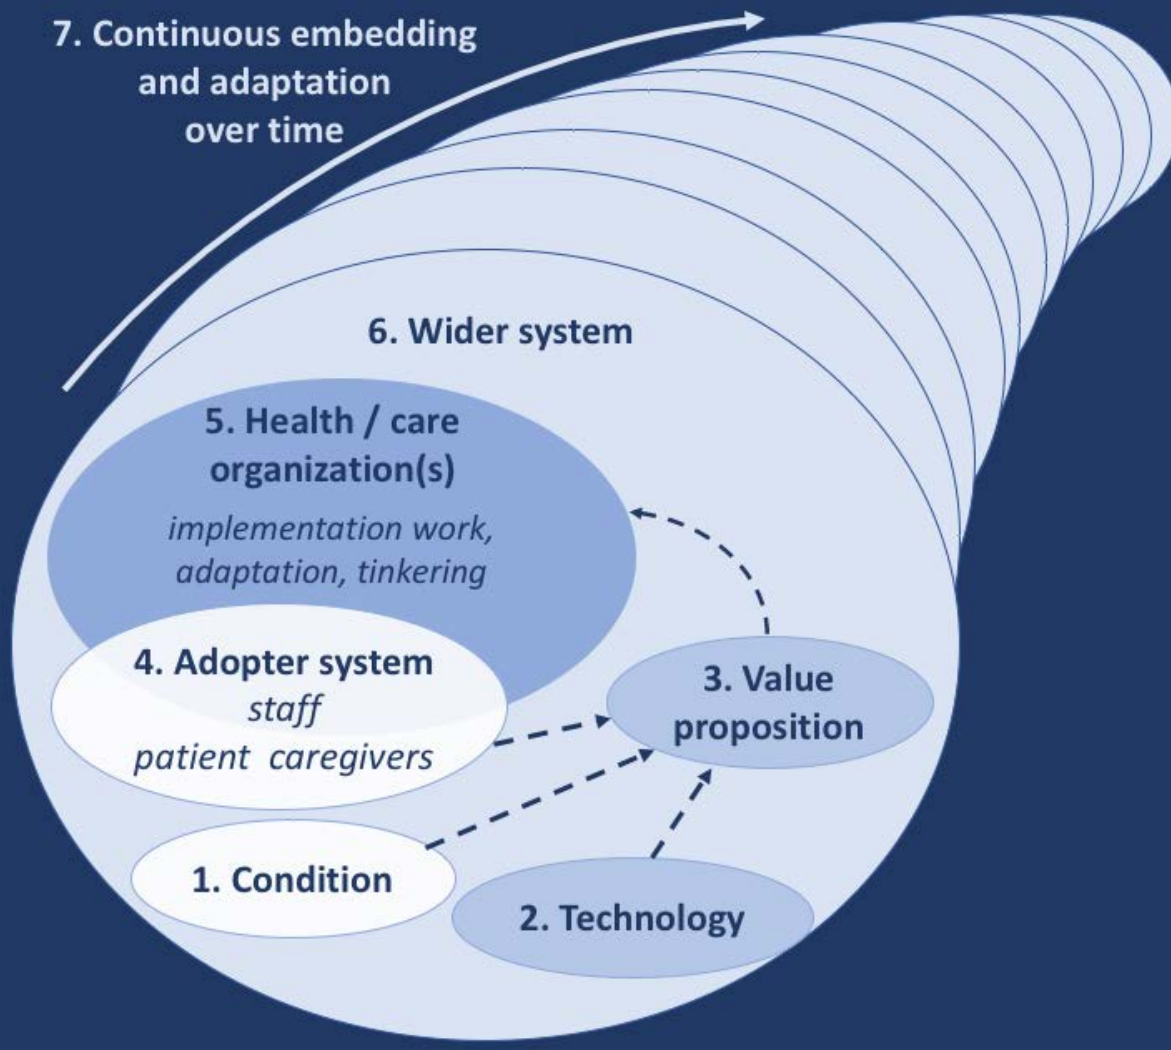 7. Continuous embedding
and adaptation
over time
6. Wider system
5. Health / care
organization(s)
implementation work,
adaptation, tinkering
4. Adopter system
staff
patient caregivers
3. Value
proposition
1. Condition
2. Technology